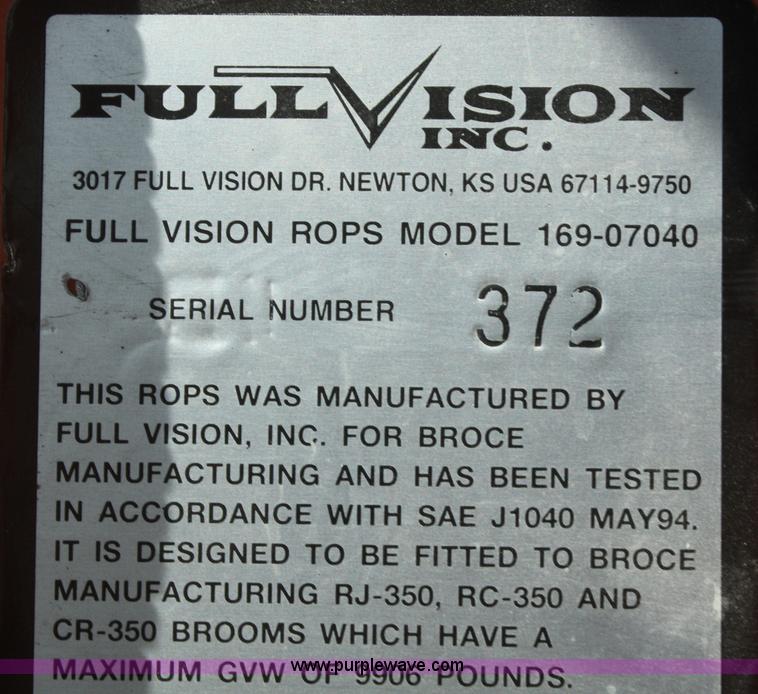 FULL VISION
INC.
3017 FULL VISION DR. NEWTON, KS USA 67114-9750
FULL VISION ROPS MODEL 169-07040
SERIAL NUMBER 372
THIS ROPS WAS MANUFACTURED BY
FULL VISION, INC. FOR BROCE
MANUFACTURING AND HAS BEEN TESTED
IN ACCORDANCE WITH SAE J1040 MAY94.
IT IS DESIGNED TO BE FITTED TO BROCE
MANUFACTURING RJ-350, RC-350 AND
CR-350 BROOMS WHICH HAVE A
MAXIMUM GVW OF 9906 POUNDS.
www.purplewave.com